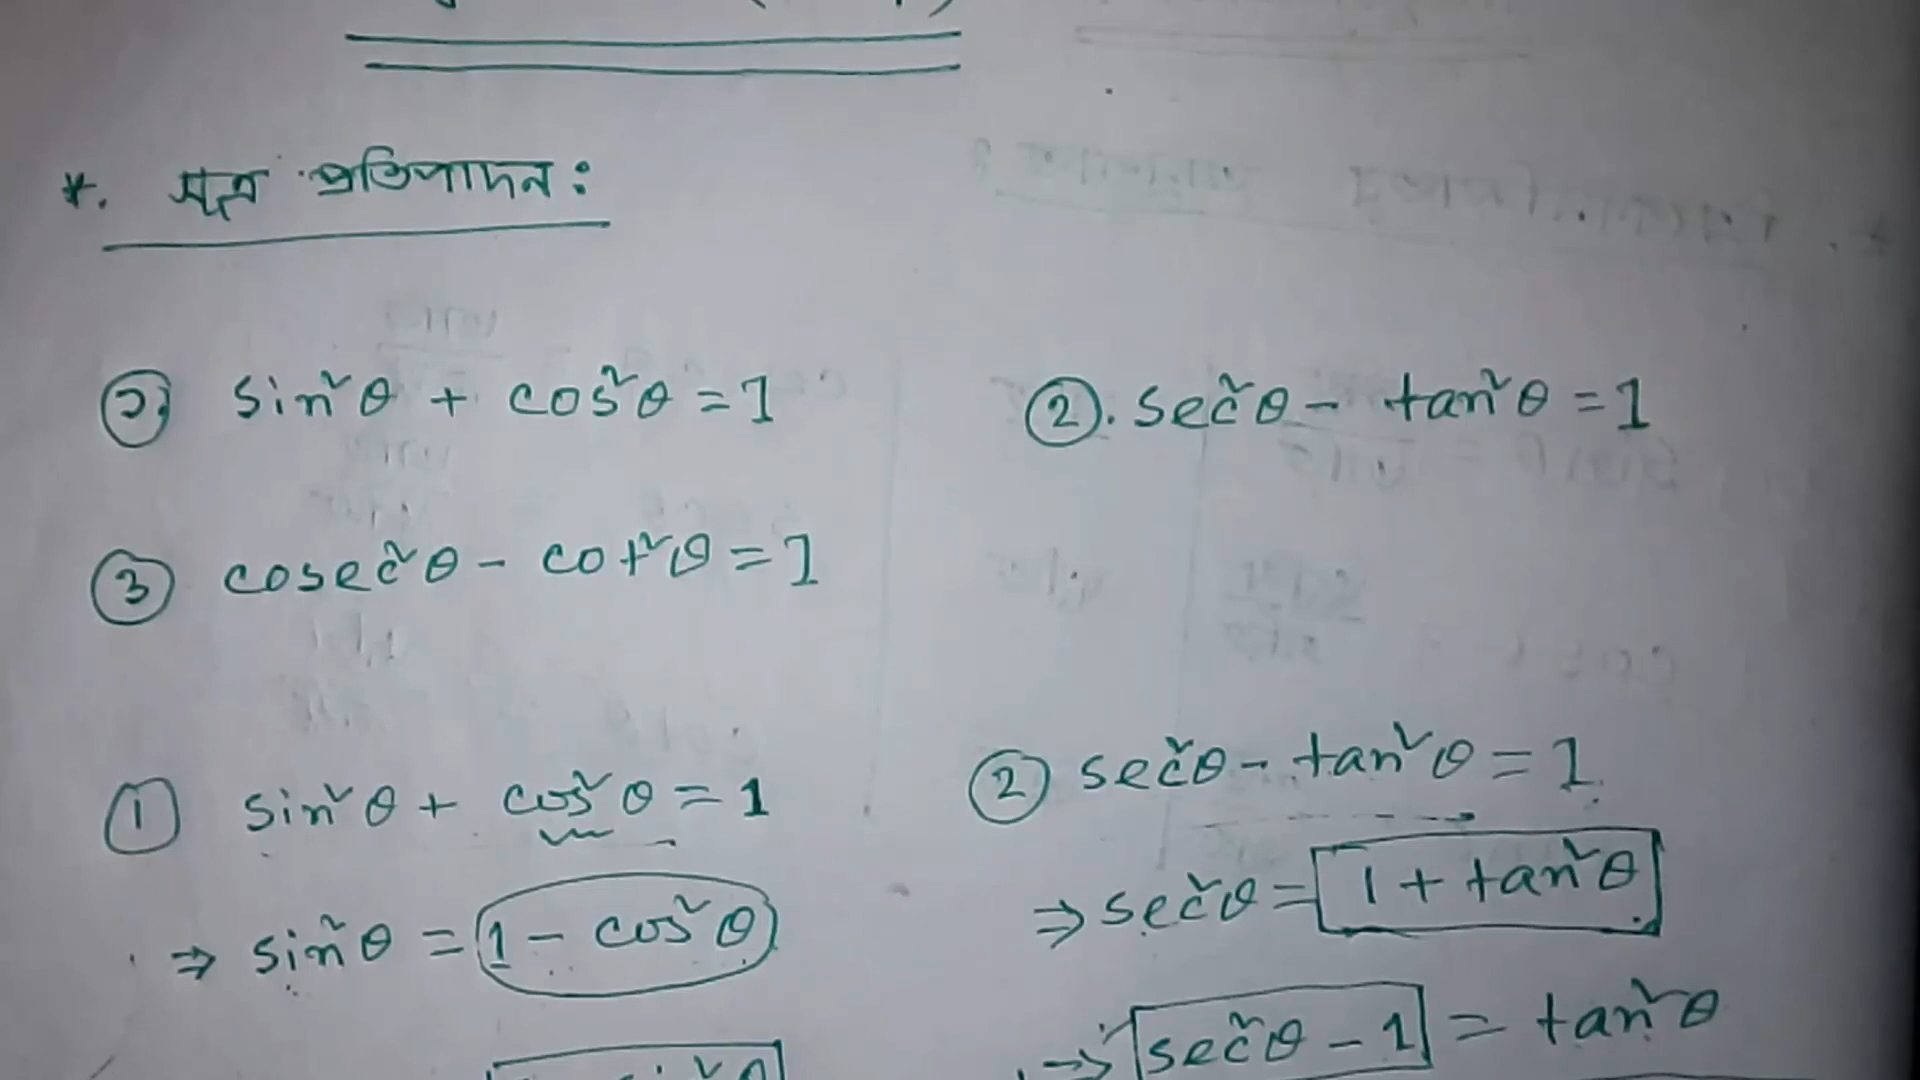 *. সূত্র প্রতিপাদন:
১. sin²θ + cos²θ = 1
②. sec²θ - tan²θ = 1
③ cosec²θ - cot²θ = 1
① sin²θ + cos²θ = 1
⇒ sin²θ = 1 - cos²θ
② sec²θ - tan²θ = 1
⇒ sec²θ = 1 + tan²θ
⇒ sec²θ - 1 = tan²θ